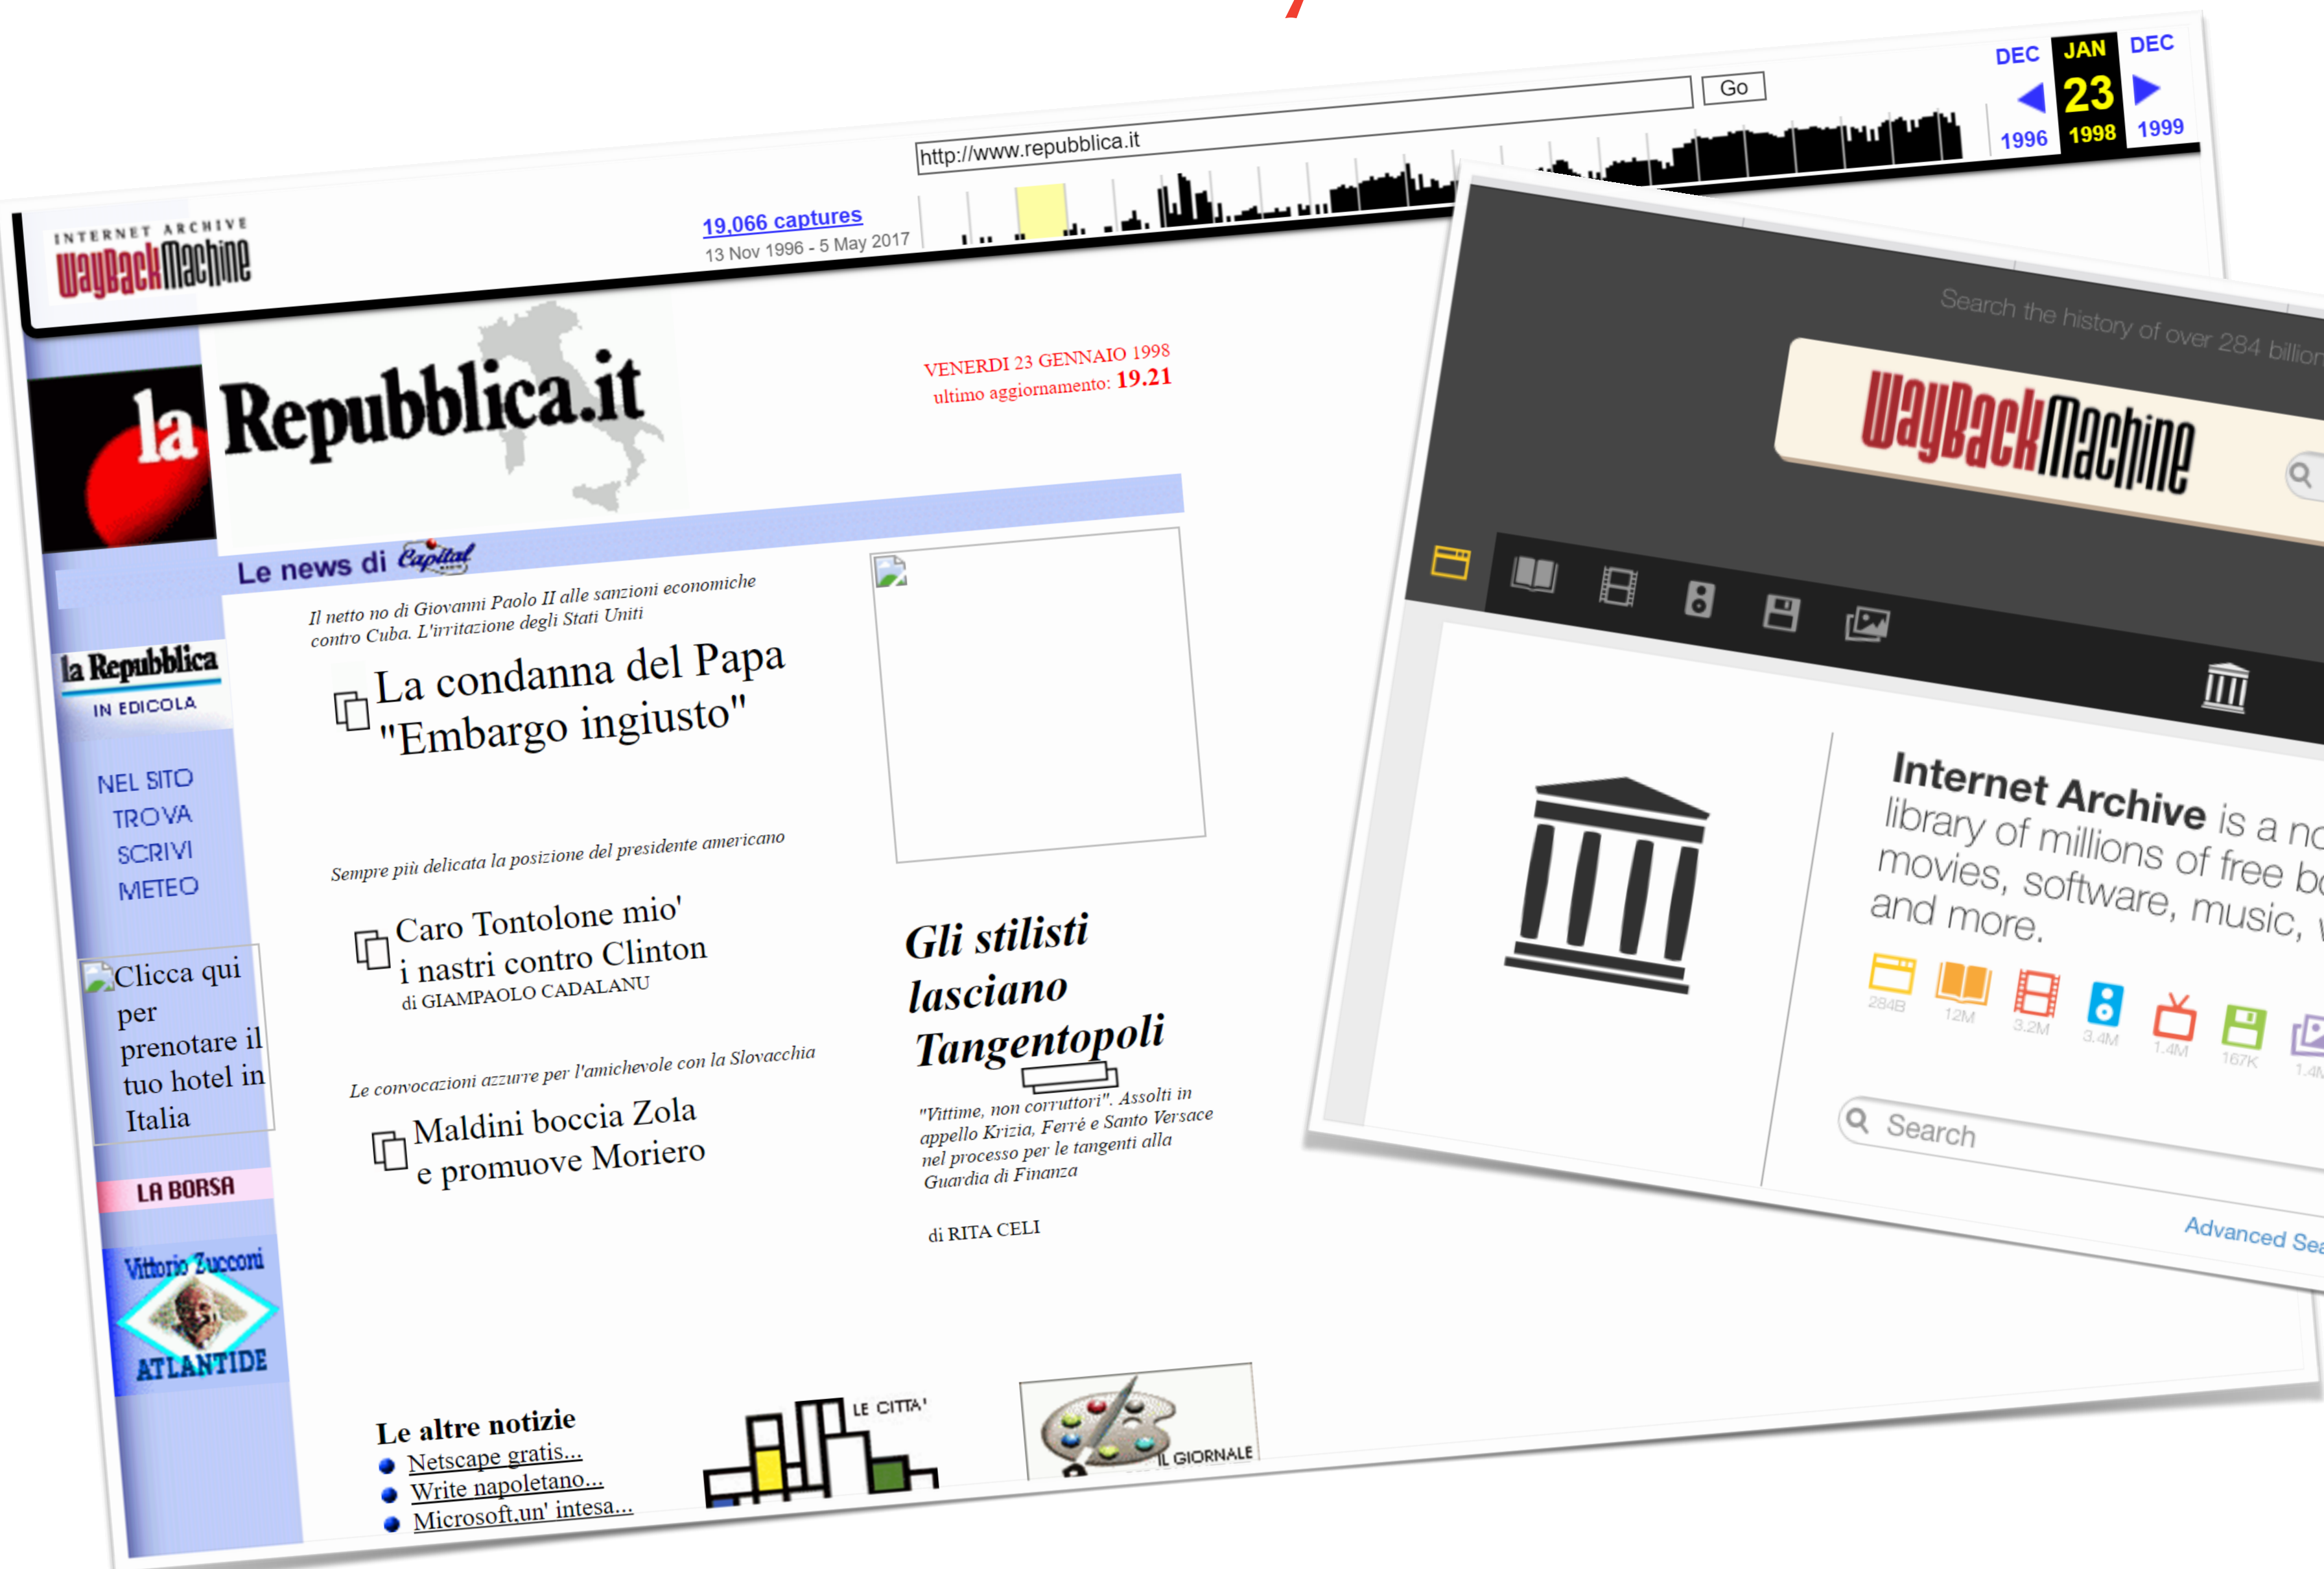 http://www.repubblica.it
Go
DEC
JAN
DEC
23
1996
1998
1999
INTERNET ARCHIVE
WayBackMachine
19,066 captures
13 Nov 1996 - 5 May 2017
la Repubblica.it
VENERDI 23 GENNAIO 1998
ultimo aggiornamento: 19.21
Le news di Capital
la Repubblica
IN EDICOLA
NEL SITO
TROVA
SCRIVI
METEO
Clicca qui
per
prenotare il
tuo hotel in
Italia
LA BORSA
Vittorio Zucconi
ATLANTIDE
Il netto no di Giovanni Paolo II alle sanzioni economiche
contro Cuba. L'irritazione degli Stati Uniti
La condanna del Papa
"Embargo ingiusto"
Sempre più delicata la posizione del presidente americano
Caro Tontolone mio'
i nastri contro Clinton
di GIAMPAOLO CADALANU
Le convocazioni azzurre per l'amichevole con la Slovacchia
Maldini boccia Zola
e promuove Moriero
Gli stilisti
lasciano
Tangentopoli
"Vittime, non corruttori". Assolti in
appello Krizia, Ferré e Santo Versace
nel processo per le tangenti alla
Guardia di Finanza
di RITA CELI
Le altre notizie
Netscape gratis...
Write napoletano...
Microsoft,un' intesa...
LE CITTA'
IL GIORNALE
Search the history of over 284 billion
WayBackMachine
Internet Archive is a
library of millions of free
movies, software, music,
and more.
284B
12M
3.2M
3.4M
1.4M
167K
Search
Advanced